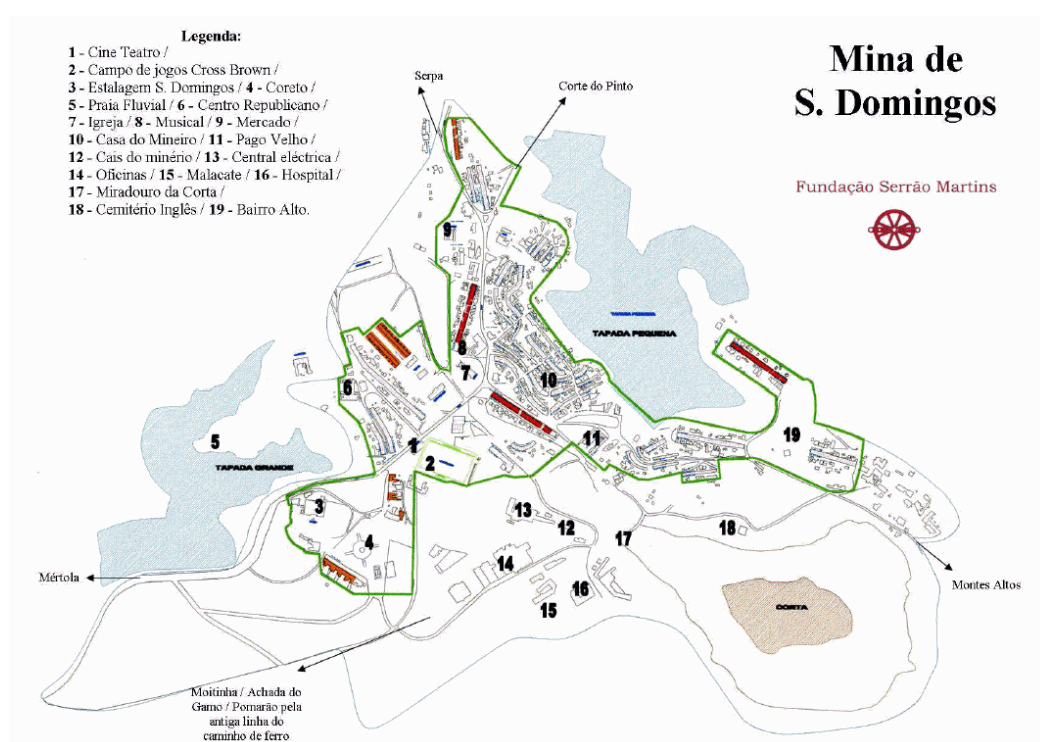 Legenda:
1 - Cine Teatro /
2 - Campo de jogos Cross Brown /
3 - Estalagem S. Domingos / 4 - Coreto /
5 - Praia Fluvial / 6 - Centro Republicano /
7 - Igreja / 8 - Musical / 9 - Mercado /
10 - Casa do Mineiro / 11 - Pago Velho /
12 - Cais do minério / 13 - Central eléctrica /
14 - Oficinas / 15 - Malacate / 16 - Hospital /
17 - Miradouro da Corta /
18 - Cemitério Inglês / 19 - Bairro Alto.
Mina de
S. Domingos
Fundação Serrão Martins
Serpa
Corte do Pinto
9
TAPADA PEQUENA
TAPADA PEQUENA
8
7
6
10
19
11
5
TAPADA GRANDE
1
2
3
13
12
18
17
4
14
16
15
Mértola
Montes Altos
CORTA
Moitinha / Achada do
Gamo / Pomarão pela
antiga linha do
caminho de ferro